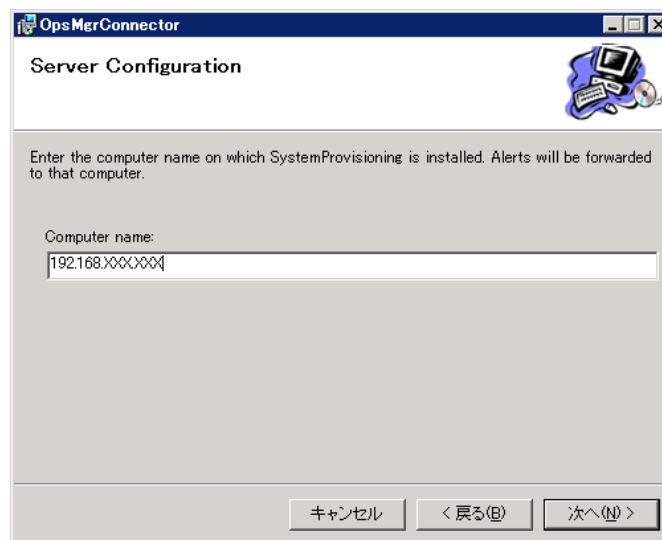 OpsMgrConnector
Server Configuration
Enter the computer name on which SystemProvisioning is installed. Alerts will be forwarded
to that computer.
Computer name:
192.168.XXX.XXX
キャンセル
< 戻る(B)
次へ(N) >